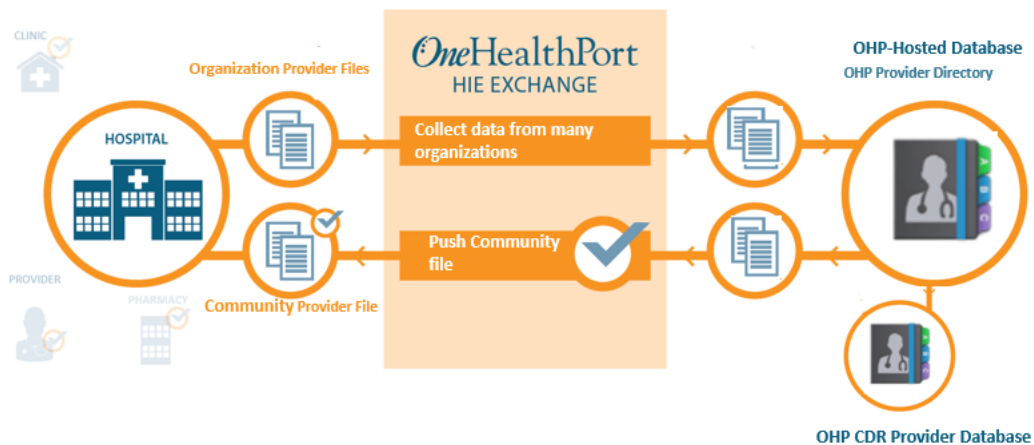 CLINIC
Organization Provider Files
HOSPITAL
OneHealthPort
HIE EXCHANGE
Collect data from many
organizations
OHP-Hosted Database
OHP Provider Directory
A
B
C
Push Community
file
PROVIDER
PHARMACY
Community Provider File
OHP CDR Provider Database